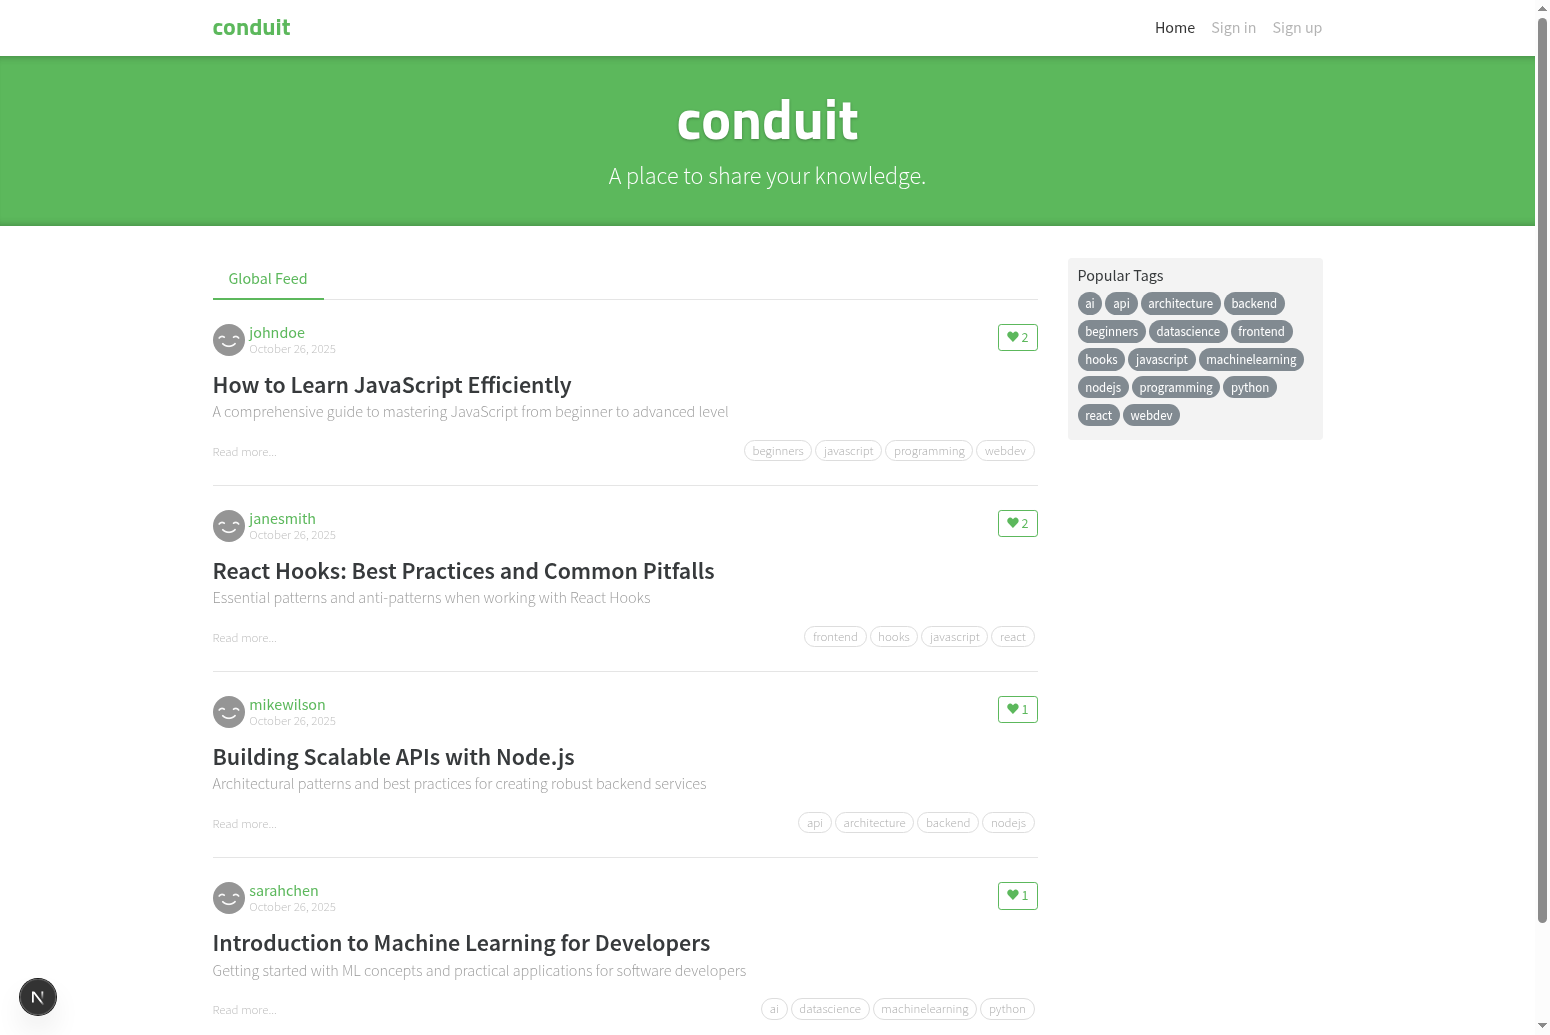 conduit
Home Sign in Sign up
conduit
A place to share your knowledge.
Global Feed
johndoe
October 26, 2025
2
How to Learn JavaScript Efficiently
A comprehensive guide to mastering JavaScript from beginner to advanced level
Read more...
beginners javascript programming webdev
janesmith
October 26, 2025
2
React Hooks: Best Practices and Common Pitfalls
Essential patterns and anti-patterns when working with React Hooks
Read more...
frontend hooks javascript react
mikewilson
October 26, 2025
1
Building Scalable APIs with Node.js
Architectural patterns and best practices for creating robust backend services
Read more...
api architecture backend nodejs
sarahchen
October 26, 2025
1
Introduction to Machine Learning for Developers
Getting started with ML concepts and practical applications for software developers
Read more...
ai datascience machinelearning python
Popular Tags
ai api architecture backend
beginners datascience frontend
hooks javascript machinelearning
nodejs programming python
react webdev
N